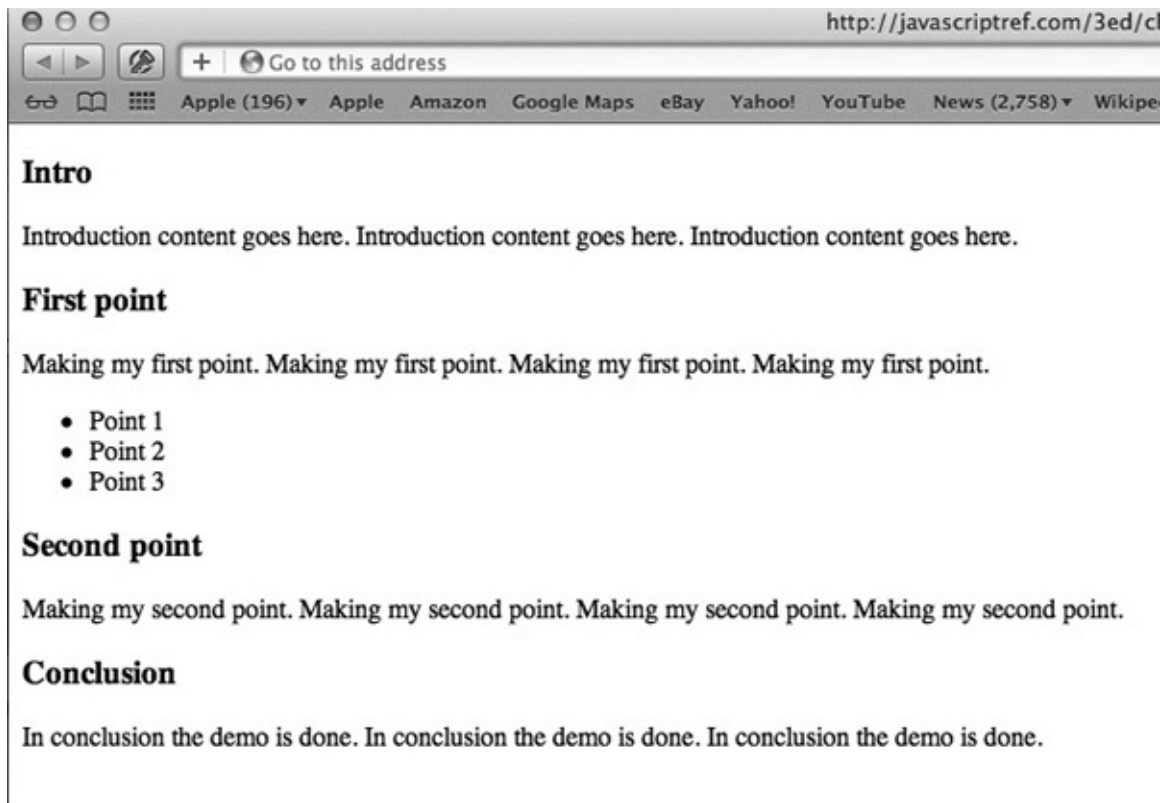 http://javascriptref.com/3ed/cl
+ Go to this address
Apple (196) ▾ Apple Amazon Google Maps eBay Yahoo! YouTube News (2,758) ▾ Wikipe
Intro
Introduction content goes here. Introduction content goes here. Introduction content goes here.
First point
Making my first point. Making my first point. Making my first point. Making my first point.
• Point 1
• Point 2
• Point 3
Second point
Making my second point. Making my second point. Making my second point. Making my second point.
Conclusion
In conclusion the demo is done. In conclusion the demo is done. In conclusion the demo is done.